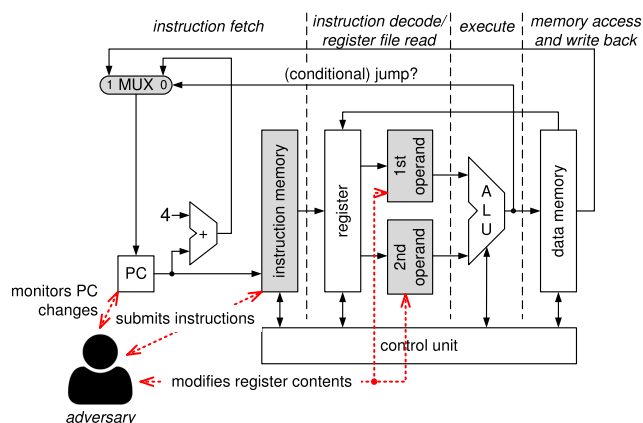 instruction fetch
instruction decode/
register file read
execute
memory access
and write back
1 MUX 0
(conditional) jump?
4
+
PC
instruction memory
register
1st
operand
2nd
operand
A
L
U
data memory
monitors PC
changes
submits instructions
control unit
modifies register contents
adversary